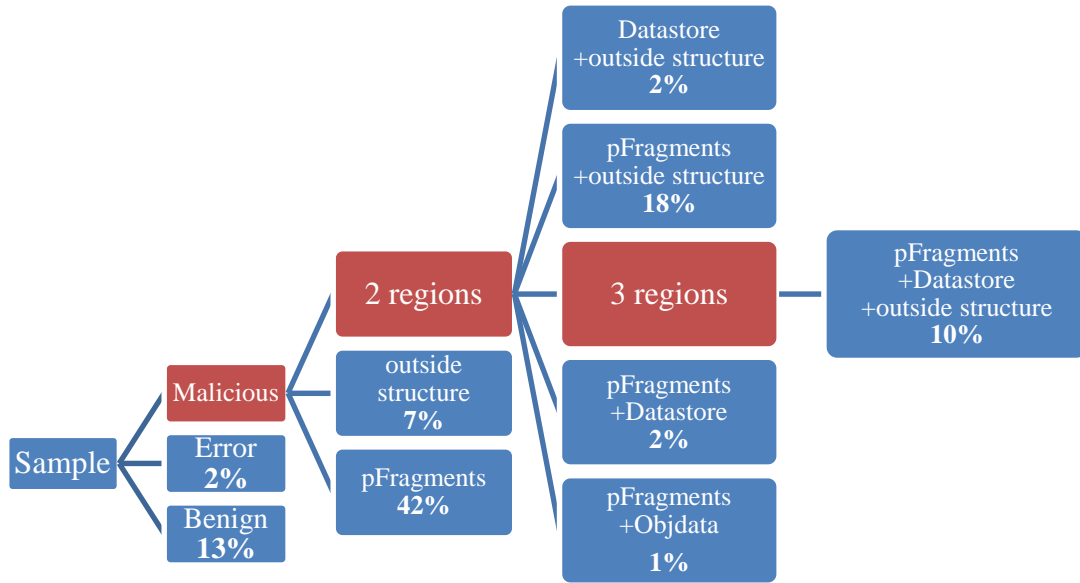 Sample
Malicious
Error
2%
Benign
13%
2 regions
outside
structure
7%
pFragments
42%
Datastore
+outside structure
2%
pFragments
+outside structure
18%
3 regions
pFragments
+Datastore
2%
pFragments
+Objdata
1%
pFragments
+Datastore
+outside structure
10%